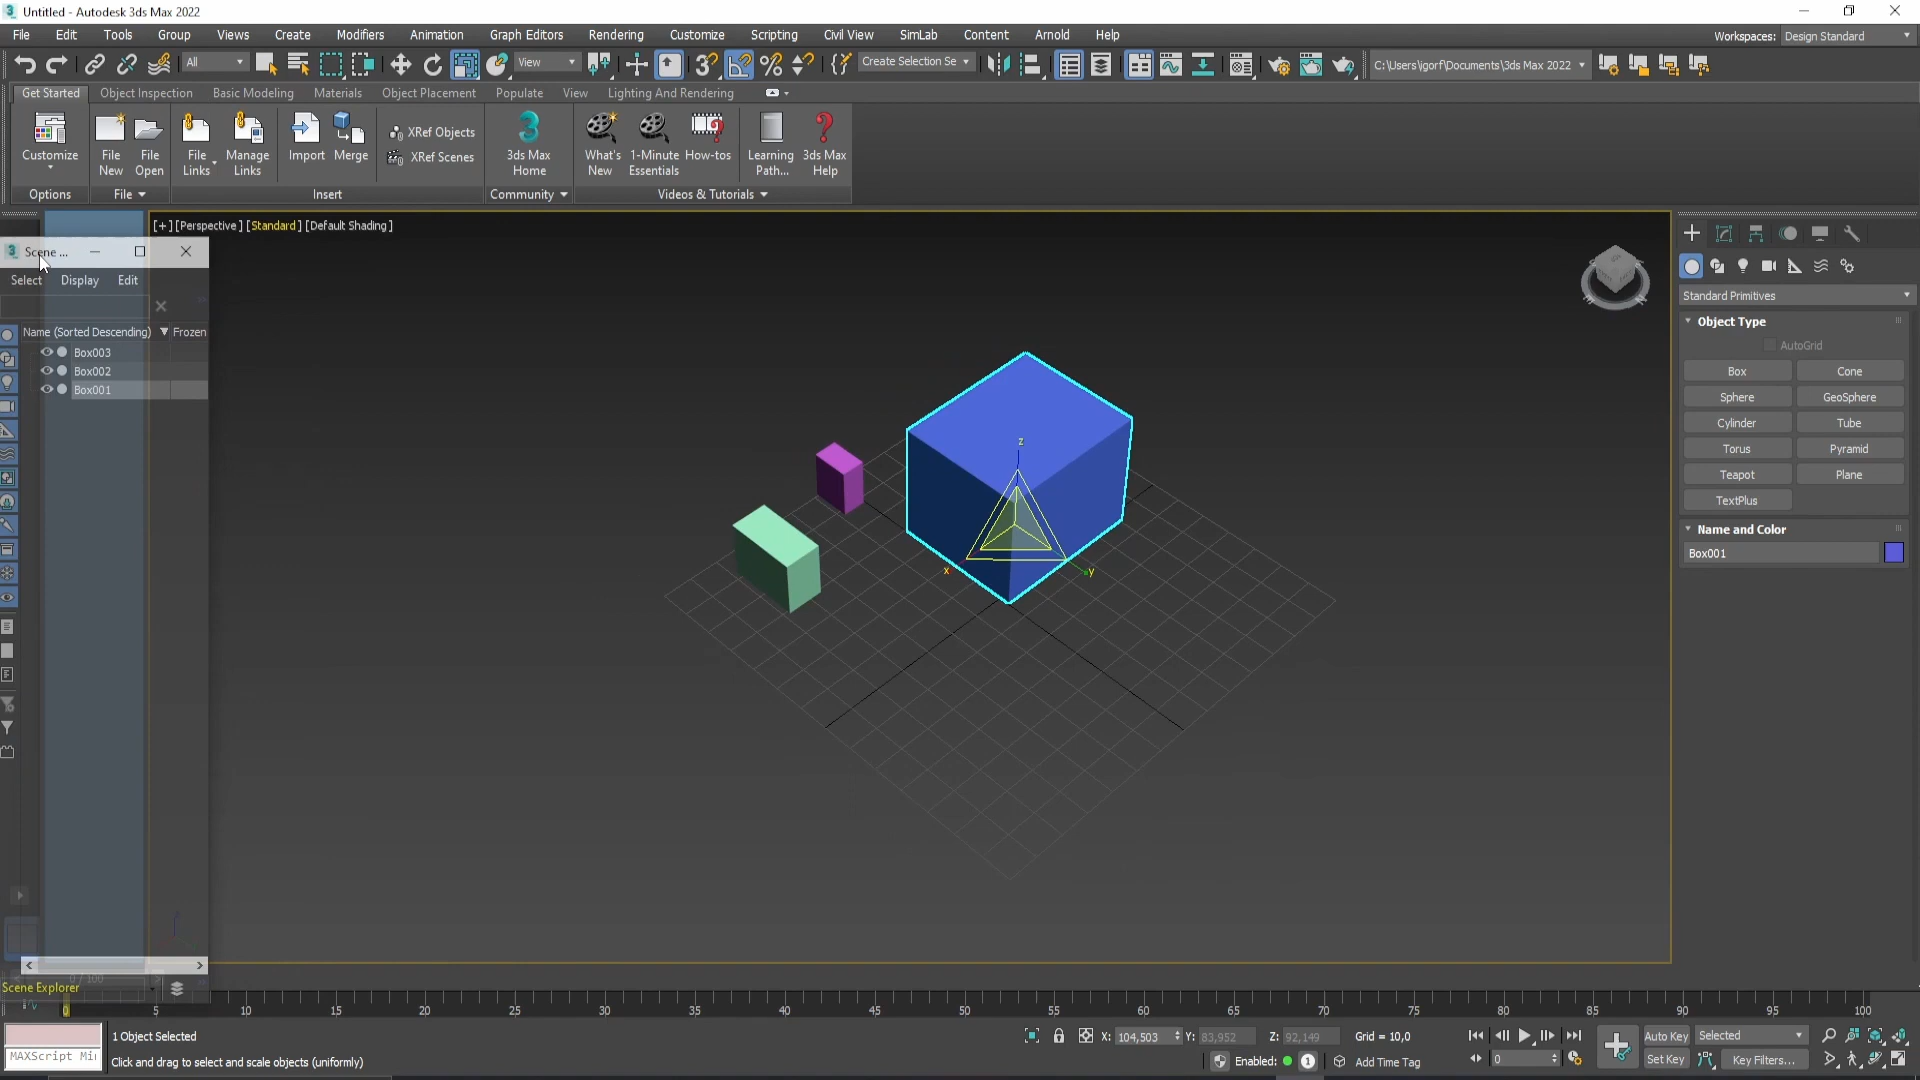 Untitled - Autodesk 3ds Max 2022
File Edit Tools Group Views Create Modifiers Animation Graph Editors Rendering Customize Scripting Civil View SimLab Content Arnold Help
Workspaces: Design Standard
All
View
Create Selection Se
C:\Users\gorf\Documents\3ds Max 2022
Get Started Object Inspection Basic Modeling Materials Object Placement Populate View Lighting And Rendering
Customize
File New
File Open
File Links
Manage Links
Import
Merge
XRef Objects
XRef Scenes
3ds Max Home
What's New
1-Minute Essentials
How-tos
Learning Path...
3ds Max Help
Options File Insert Community Videos & Tutorials
[+] [Perspective] [Standard] [Default Shading]
Scene ...
Select Display Edit
Name (Sorted Descending) Frozen
Box003
Box002
Box001
z
x
y
Standard Primitives
Object Type
AutoGrid
Box Cone
Sphere GeoSphere
Cylinder Tube
Torus Pyramid
Teapot Plane
TextPlus
Name and Color
Box001
0 / 100
Scene Explorer
0 5 10 15 20 25 30 35 40 45 50 55 60 65 70 75 80 85 90 95 100
1 Object Selected
X: 104,503 Y: 83,952 Z: 92,149 Grid = 10,0
Auto Key Selected
MAXScript Mi
Click and drag to select and scale objects (uniformly)
Enabled: 1 Add Time Tag
0
Set Key Key Filters...